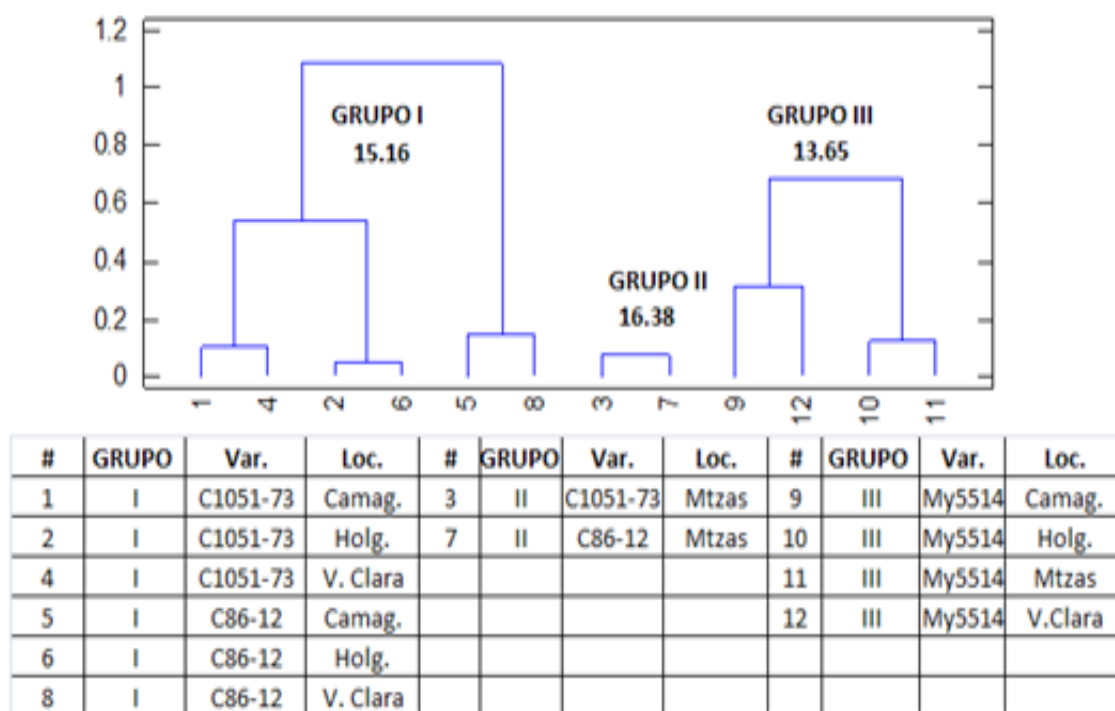 1.2
1
0.8
0.6
0.4
0.2
0
GRUPO I
15.16
GRUPO II
16.38
GRUPO III
13.65
1 4 2 6 5 8 3 7 9 12 10 11
# GRUPO Var. Loc. # GRUPO Var. Loc. # GRUPO Var. Loc.
1 I C1051-73 Camag. 3 II C1051-73 Mtzas 9 III My5514 Camag.
2 I C1051-73 Holg. 7 II C86-12 Mtzas 10 III My5514 Holg.
4 I C1051-73 V. Clara 11 III My5514 Mtzas
5 I C86-12 Camag. 12 III My5514 V.Clara
6 I C86-12 Holg.
8 I C86-12 V. Clara